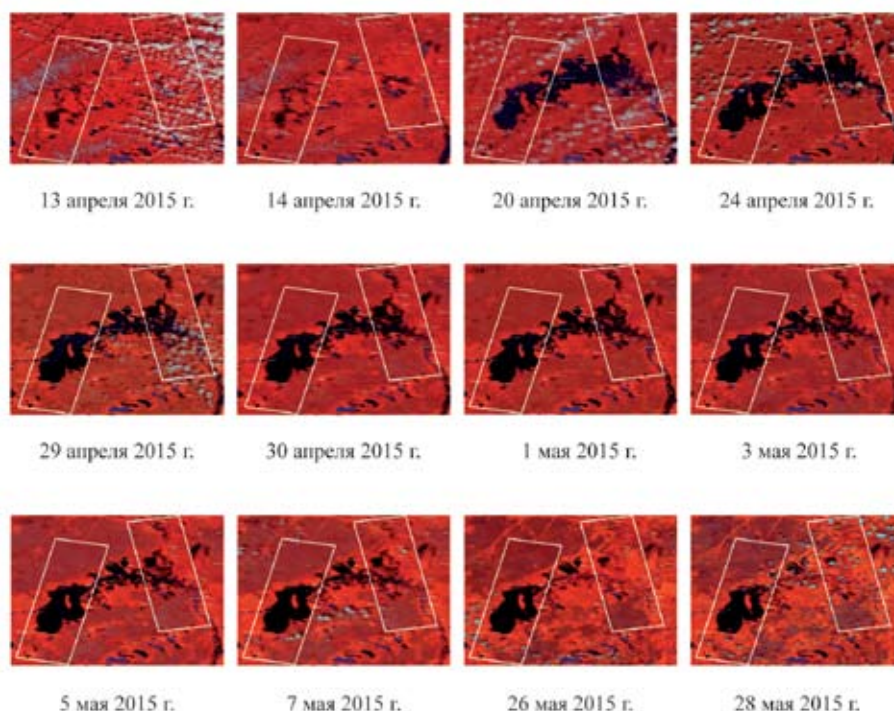 13 апреля 2015 г. 14 апреля 2015 г. 20 апреля 2015 г. 24 апреля 2015 г.
29 апреля 2015 г. 30 апреля 2015 г. 1 мая 2015 г. 3 мая 2015 г.
5 мая 2015 г. 7 мая 2015 г. 26 мая 2015 г. 28 мая 2015 г.